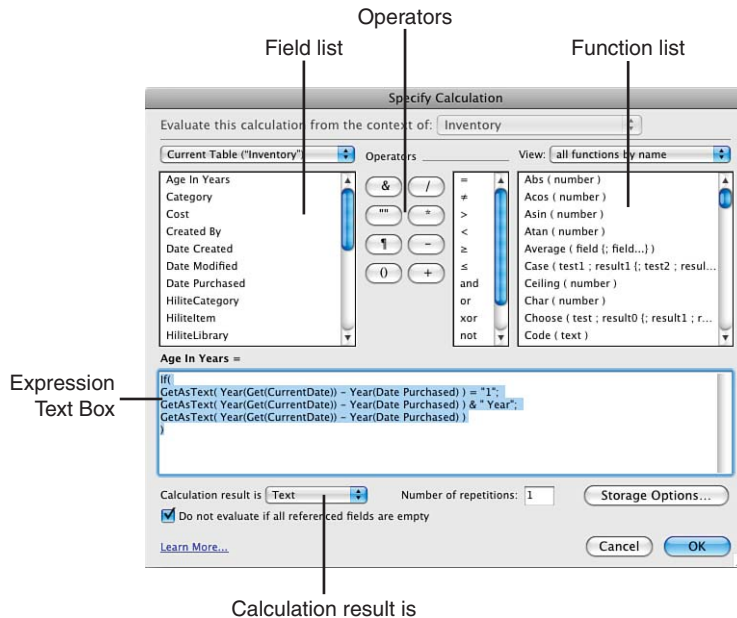 Operators
Field list
Function list
Specify Calculation
Evaluate this calculation from the context of: Inventory
Current Table ("Inventory")
Operators
View: all functions by name
Age In Years
Category
Cost
Created By
Date Created
Date Modified
Date Purchased
HiliteCategory
HiliteItem
HiliteLibrary
& /
"" *
¶ –
() +
=
≠
>
<
≥
≤
and
or
xor
not
Abs ( number )
Acos ( number )
Asin ( number )
Atan ( number )
Average ( field {; field...} )
Case ( test1 ; result1 {; test2 ; resul...
Ceiling ( number )
Char ( number )
Choose ( test ; result0 {; result1 ; r...
Code ( text )
Age In Years =
Expression
Text Box
If(
GetAsText( Year(Get(CurrentDate)) – Year(Date Purchased) ) = "1";
GetAsText( Year(Get(CurrentDate)) – Year(Date Purchased) ) & " Year";
GetAsText( Year(Get(CurrentDate)) – Year(Date Purchased) )
)
Calculation result is Text
Number of repetitions: 1
Storage Options...
Do not evaluate if all referenced fields are empty
Learn More...
Cancel
OK
Calculation result is